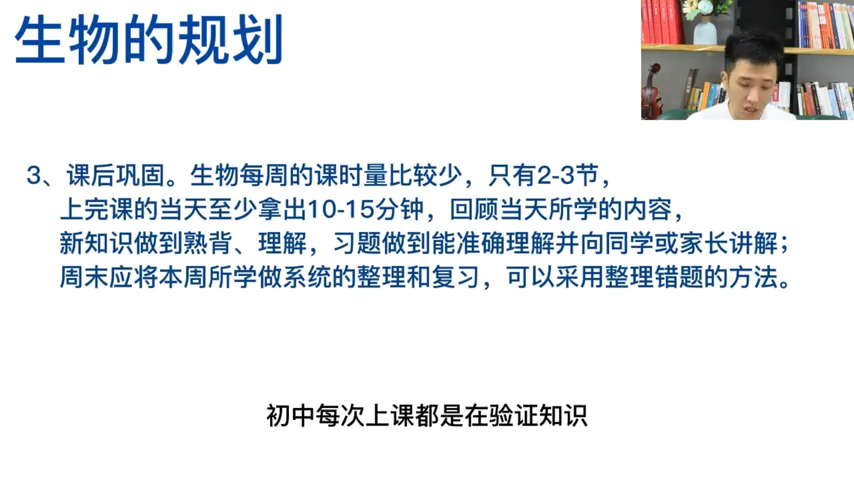 生物的规划
3、课后巩固。生物每周的课时量比较少，只有2-3节，
上完课的当天至少拿出10-15分钟，回顾当天所学的内容，
新知识做到熟背、理解，习题做到能准确理解并向同学或家长讲解；
周末应将本周所学做系统的整理和复习，可以采用整理错题的方法。
初中每次上课都是在验证知识